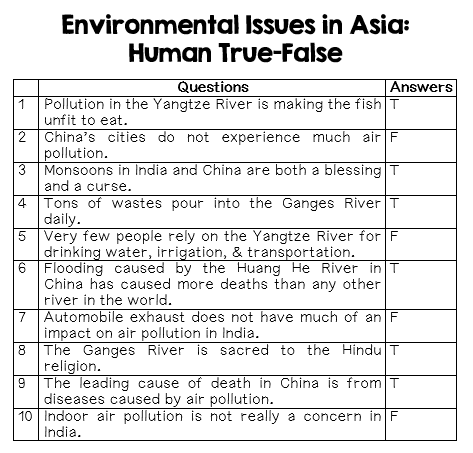 Environmental Issues in Asia:
Human True-False
Questions Answers
1 Pollution in the Yangtze River is making the fish T
unfit to eat.
2 China's cities do not experience much air F
pollution.
3 Monsoons in India and China are both a blessing T
and a curse.
4 Tons of wastes pour into the Ganges River T
daily.
5 Very few people rely on the Yangtze River for F
drinking water, irrigation, & transportation.
6 Flooding caused by the Huang He River in T
China has caused more deaths than any other
river in the world.
7 Automobile exhaust does not have much of an F
impact on air pollution in India.
8 The Ganges River is sacred to the Hindu T
religion.
9 The leading cause of death in China is from T
diseases caused by air pollution.
10 Indoor air pollution is not really a concern in F
India.